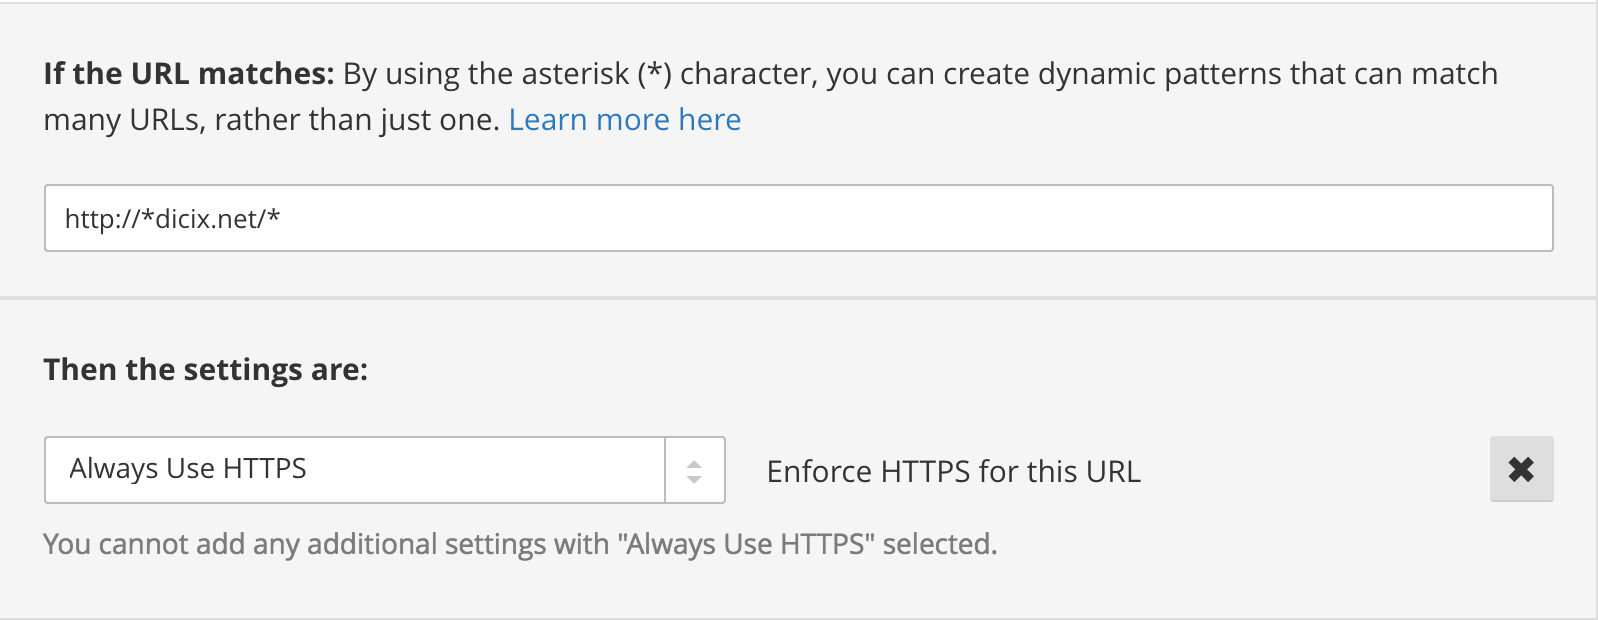 If the URL matches: By using the asterisk (*) character, you can create dynamic patterns that can match
many URLs, rather than just one. Learn more here
http://*dicix.net/*
Then the settings are:
Always Use HTTPS
Enforce HTTPS for this URL
You cannot add any additional settings with "Always Use HTTPS" selected.